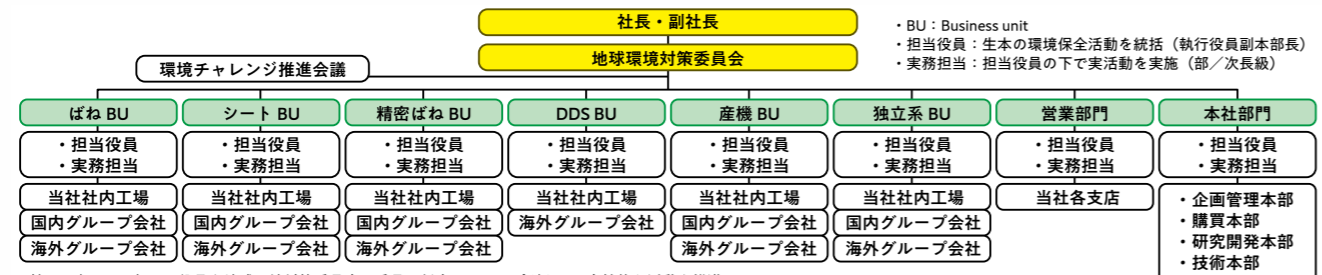 社長・副社長
地球環境対策委員会
環境チャレンジ推進会議
・BU：Business unit
・担当役員：生本の環境保全活動を統括（執行役員副本部長）
・実務担当：担当役員の下で実活動を実施（部／次長級）
ばね BU
・担当役員
・実務担当
当社社内工場
国内グループ会社
海外グループ会社
シート BU
・担当役員
・実務担当
当社社内工場
国内グループ会社
海外グループ会社
精密ばね BU
・担当役員
・実務担当
当社社内工場
国内グループ会社
海外グループ会社
DDS BU
・担当役員
・実務担当
当社社内工場
海外グループ会社
産機 BU
・担当役員
・実務担当
当社社内工場
国内グループ会社
海外グループ会社
独立系 BU
・担当役員
・実務担当
当社社内工場
国内グループ会社
海外グループ会社
営業部門
・担当役員
・実務担当
当社各支店
本社部門
・担当役員
・実務担当
・企画管理本部
・購買本部
・研究開発本部
・技術本部